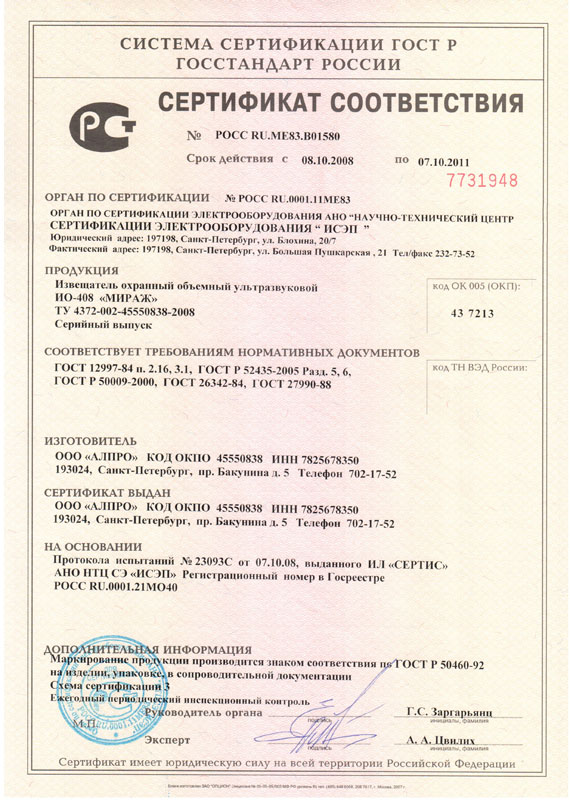 СИСТЕМА СЕРТИФИКАЦИИ ГОСТ Р
ГОССТАНДАРТ РОССИИ
СЕРТИФИКАТ СООТВЕТСТВИЯ
№ РОСС RU.ME83.B01580
Срок действия с 08.10.2008 по 07.10.2011
7731948
ОРГАН ПО СЕРТИФИКАЦИИ № РОСС RU.0001.11ME83
ОРГАН ПО СЕРТИФИКАЦИИ ЭЛЕКТРООБОРУДОВАНИЯ АНО "НАУЧНО-ТЕХНИЧЕСКИЙ ЦЕНТР
СЕРТИФИКАЦИИ ЭЛЕКТРООБОРУДОВАНИЯ " ИСЭП "
Юридический адрес: 197198, Санкт-Петербург, ул. Блохина, 20/7
Фактический адрес: 197198, Санкт-Петербург, ул. Большая Пушкарская , 21 Тел/факс 232-73-52
ПРОДУКЦИЯ
Извещатель охранный объемный ультразвуковой
ИО-408 «МИРАЖ»
ТУ 4372-002-45550838-2008
Серийный выпуск
код ОК 005 (ОКП):
43 7213
СООТВЕТСТВУЕТ ТРЕБОВАНИЯМ НОРМАТИВНЫХ ДОКУМЕНТОВ
ГОСТ 12997-84 п. 2.16, 3.1, ГОСТ Р 52435-2005 Разд. 5, 6,
ГОСТ Р 50009-2000, ГОСТ 26342-84, ГОСТ 27990-88
код ТН ВЭД России:
ИЗГОТОВИТЕЛЬ
ООО «АЛПРО» КОД ОКПО 45550838 ИНН 7825678350
193024, Санкт-Петербург, пр. Бакунина д. 5 Телефон 702-17-52
СЕРТИФИКАТ ВЫДАН
ООО «АЛПРО» КОД ОКПО 45550838 ИНН 7825678350
193024, Санкт-Петербург, пр. Бакунина д. 5 Телефон 702-17-52
НА ОСНОВАНИИ
Протокола испытаний № 23093С от 07.10.08, выданного ИЛ «СЕРТИС»
АНО НТЦ СЭ «ИСЭП» Регистрационный номер в Госреестре
РОСС RU.0001.21МО40
ДОПОЛНИТЕЛЬНАЯ ИНФОРМАЦИЯ
Маркирование продукции производится знаком соответствия по ГОСТ Р 50460-92
на изделии, упаковке, в сопроводительной документации
Схема сертификации 3
Ежегодный периодический инспекционный контроль
М.П.
Руководитель органа
подпись
Г.С. Заргарьянц
инициалы, фамилия
Эксперт
подпись
А. А. Цвилих
инициалы, фамилия
Сертификат имеет юридическую силу на всей территории Российской Федерации